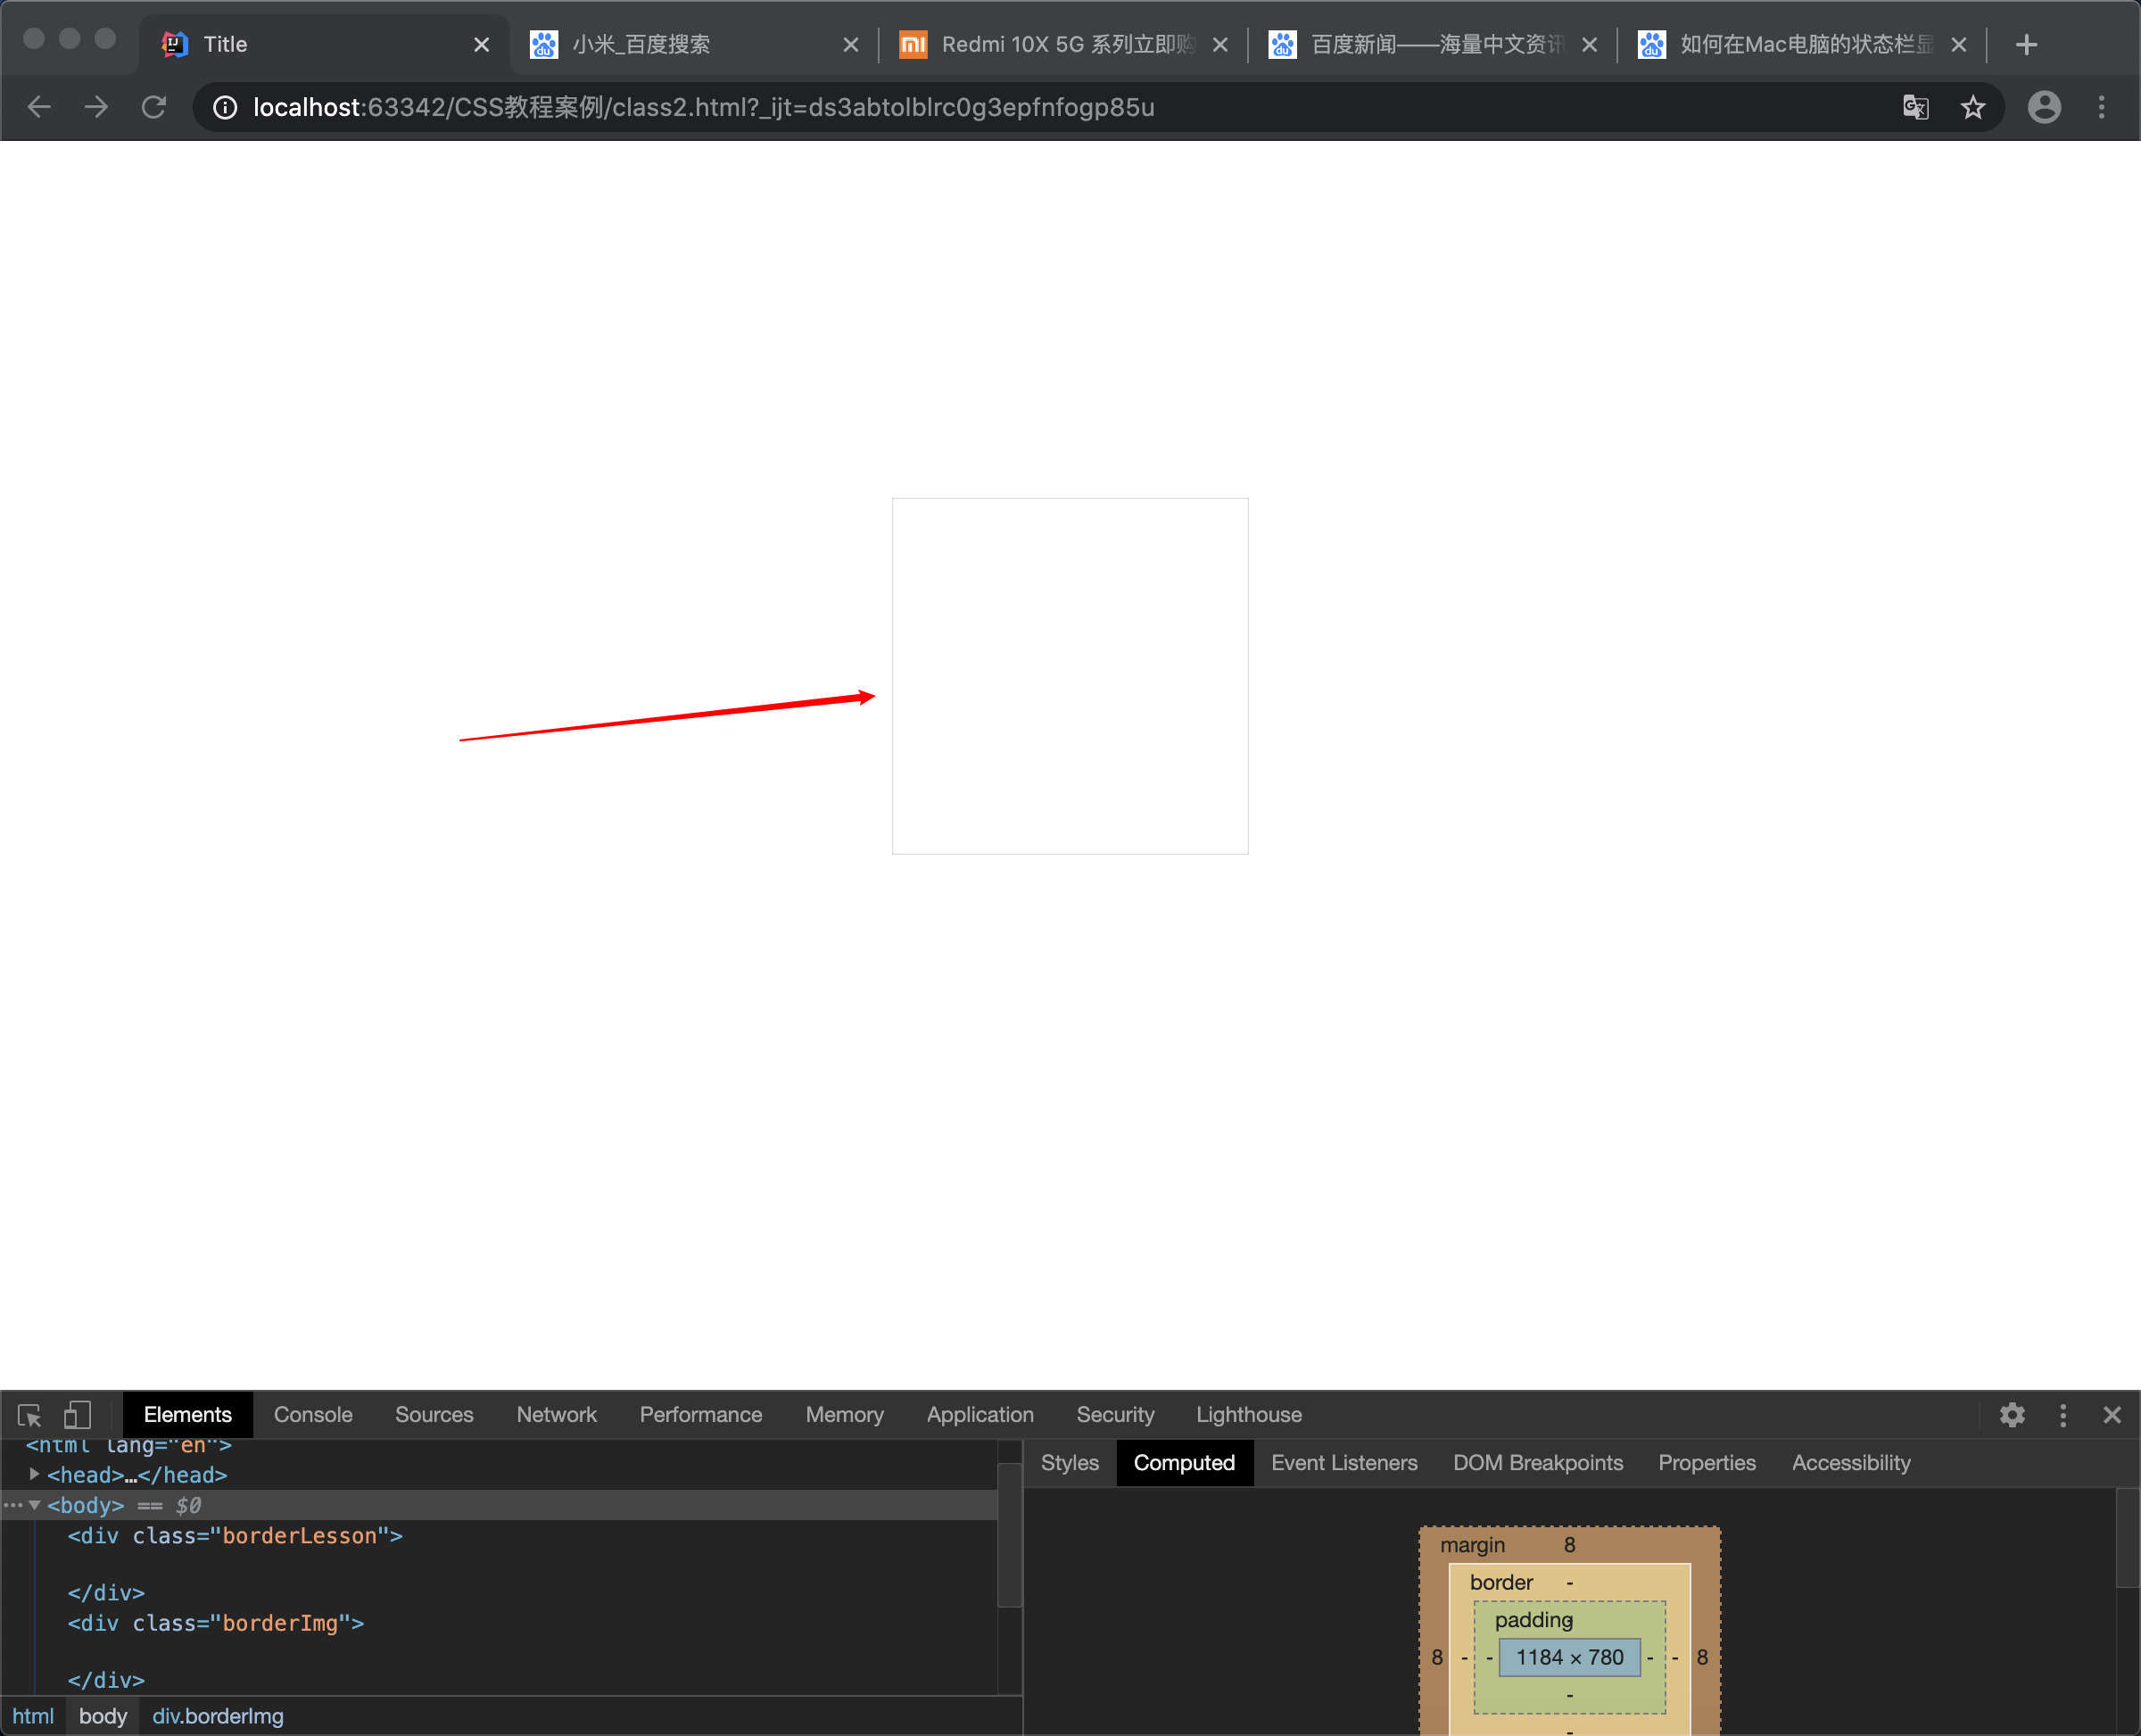 Title
小米_百度搜索
Redmi 10X 5G 系列立即购
百度新闻——海量中文资讯
如何在Mac电脑的状态栏显
localhost:63342/CSS教程案例/class2.html?_ijt=ds3abtolblrc0g3epfnfogp85u
Elements Console Sources Network Performance Memory Application Security Lighthouse
<html lang="en">
<head>…</head>
<body> == $0
<div class="borderLesson">
</div>
<div class="borderImg">
</div>
html body div.borderImg
Styles Computed Event Listeners DOM Breakpoints Properties Accessibility
margin 8
border -
padding -
8 - - 1184 × 780 - - 8
-
-